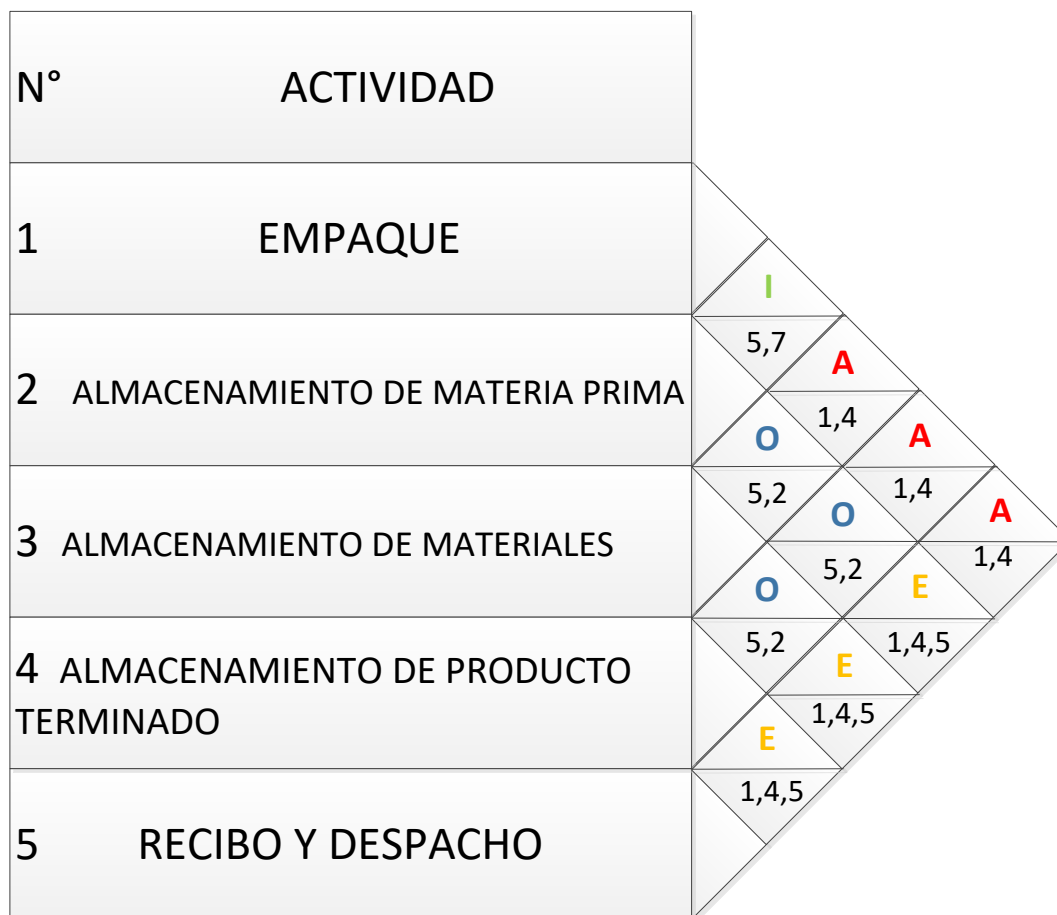 N° ACTIVIDAD
1 EMPAQUE
I
5,7
A
2 ALMACENAMIENTO DE MATERIA PRIMA
1,4
O
A
5,2
1,4
O
A
3 ALMACENAMIENTO DE MATERIALES
1,4
5,2
O
E
5,2
1,4,5
4 ALMACENAMIENTO DE PRODUCTO
TERMINADO
E
1,4,5
E
1,4,5
5 RECIBO Y DESPACHO